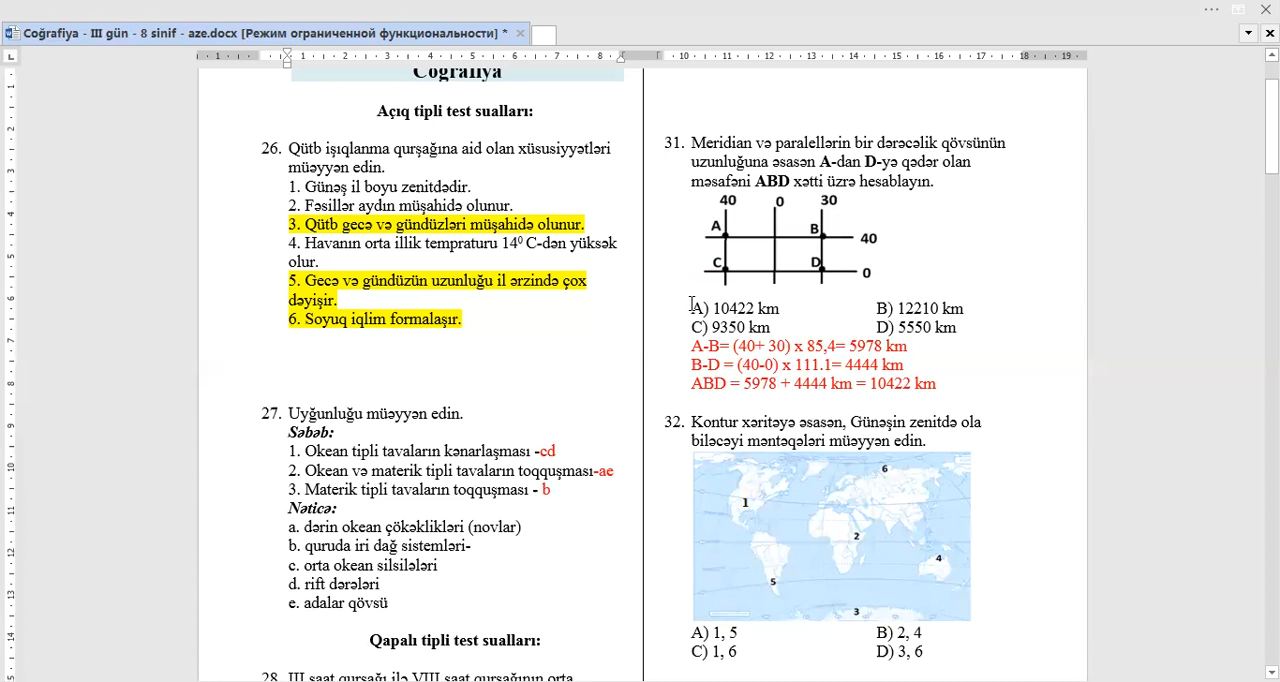 Coğrafiya - III gün - 8 sinif - aze.docx [Режим ограниченной функциональности] *
Coğrafiya
Açıq tipli test sualları:
26. Qütb işıqlanma qurşağına aid olan xüsusiyyətləri
müəyyən edin.
1. Günəş il boyu zenitdədir.
2. Fəsillər aydın müşahidə olunur.
3. Qütb gecə və gündüzləri müşahidə olunur.
4. Havanın orta illik tempraturu 14⁰ C-dən yüksək
olur.
5. Gecə və gündüzün uzunluğu il ərzində çox
dəyişir.
6. Soyuq iqlim formalaşır.
27. Uyğunluğu müəyyən edin.
Səbəb:
1. Okean tipli tavaların kənarlaşması -cd
2. Okean və materik tipli tavaların toqquşması-ae
3. Materik tipli tavaların toqquşması - b
Nəticə:
a. dərin okean çökəklikləri (novlar)
b. quruda iri dağ sistemləri-
c. orta okean silsilələri
d. rift dərələri
e. adalar qövsü
Qapalı tipli test sualları:
28. III saat qurşağı ilə VIII saat qurşağının orta
31. Meridian və paralellərin bir dərəcəlik qövsünün
uzunluğuna əsasən A-dan D-yə qədər olan
məsafəni ABD xətti üzrə hesablayın.
40 0 30
A B 40
C D 0
A) 10422 km B) 12210 km
C) 9350 km D) 5550 km
A-B= (40+ 30) x 85,4= 5978 km
B-D = (40-0) x 111.1= 4444 km
ABD = 5978 + 4444 km = 10422 km
32. Kontur xəritəyə əsasən, Günəşin zenitdə ola
biləcəyi məntəqələri müəyyən edin.
6
1
2
4
5
3
A) 1, 5 B) 2, 4
C) 1, 6 D) 3, 6